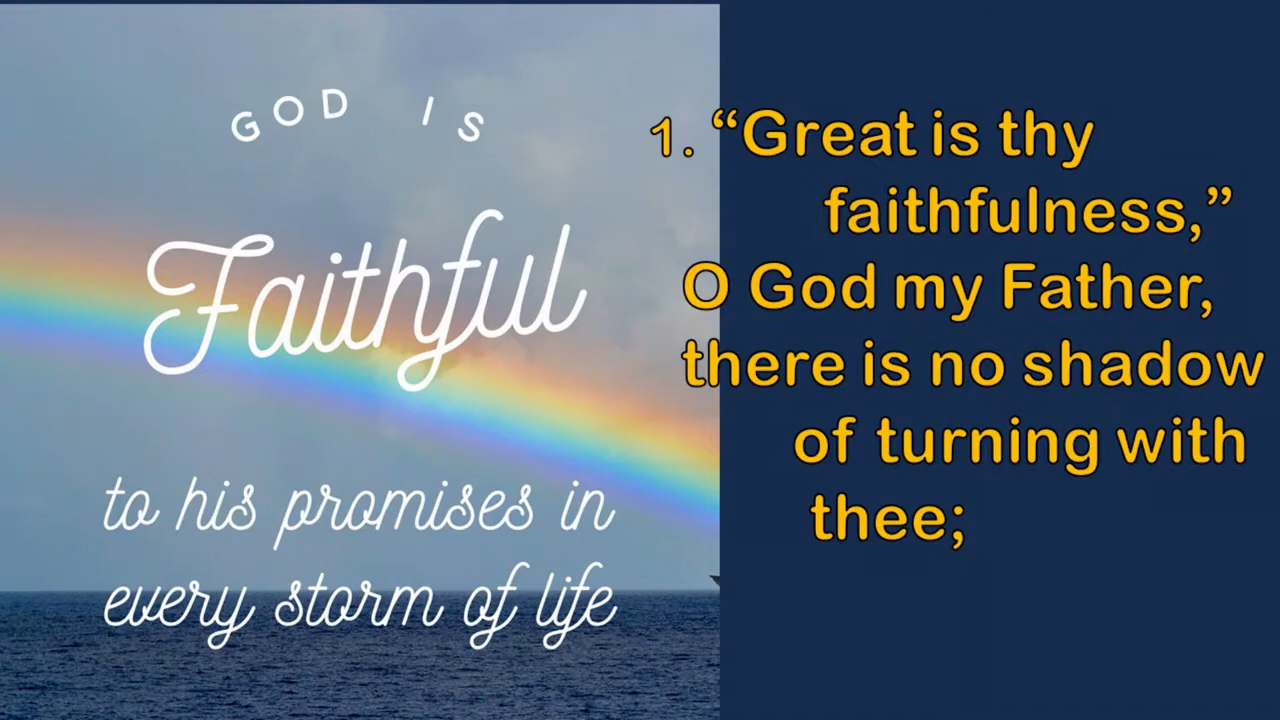 GOD IS
Faithful
to his promises in
every storm of life
1. “Great is thy
faithfulness,”
O God my Father,
there is no shadow
of turning with
thee;